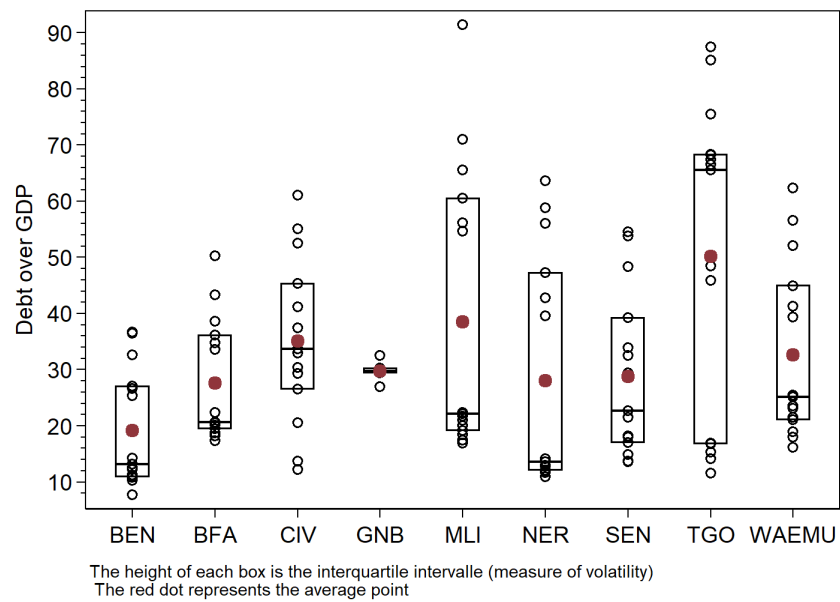 Debt over GDP
90
80
70
60
50
40
30
20
10
BEN BFA CIV GNB MLI NER SEN TGO WAEMU
The height of each box is the interquartile intervalle (measure of volatility)
The red dot represents the average point